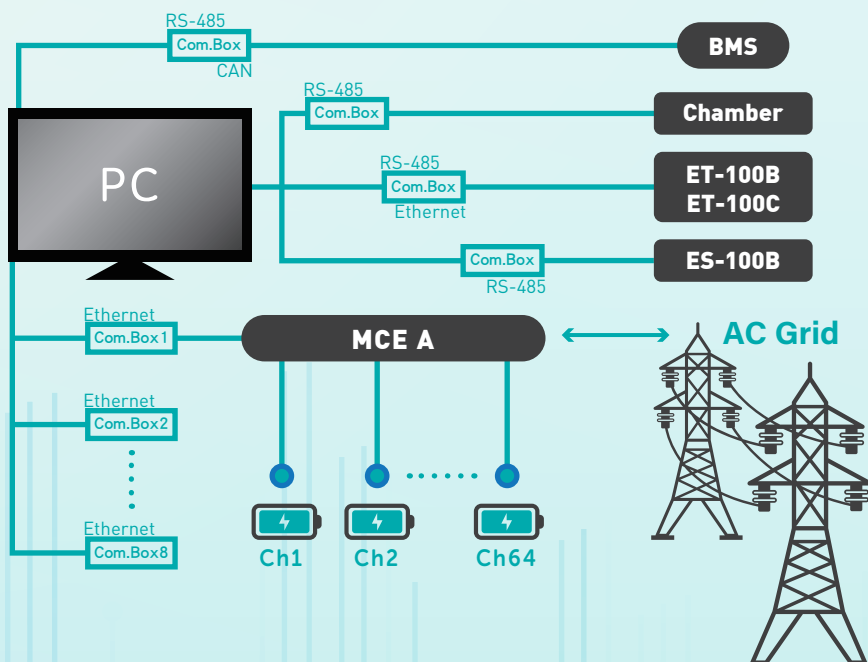 RS-485
Com.Box
CAN
BMS
PC
RS-485
Com.Box
Chamber
RS-485
Com.Box
Ethernet
ET-100B
ET-100C
Com.Box
RS-485
ES-100B
Ethernet
Com.Box1
MCE A
AC Grid
Ethernet
Com.Box2
Ethernet
Com.Box8
Ch1
Ch2
Ch64